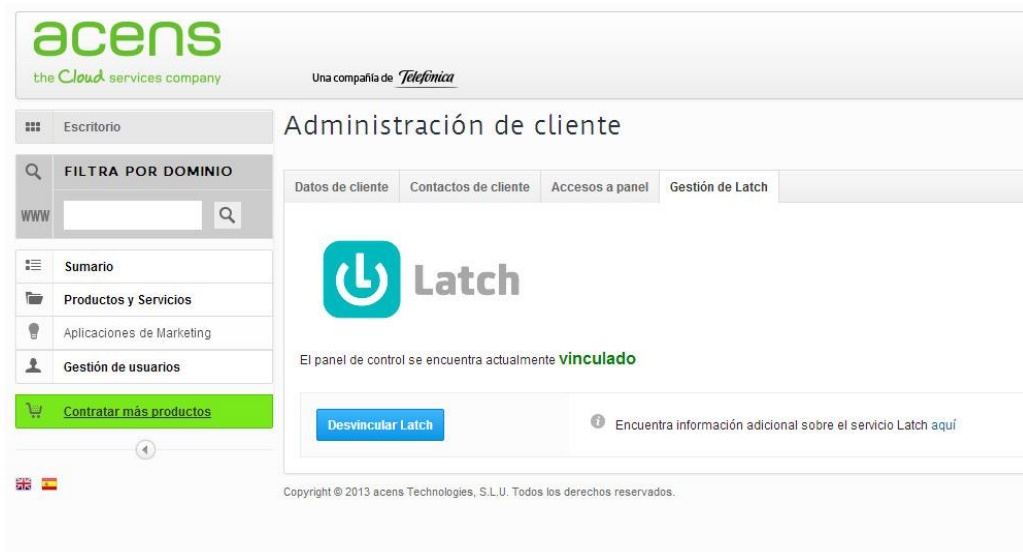 acens
the Cloud services company
Una compañía de Telefónica
Escritorio
Administración de cliente
FILTRA POR DOMINIO
WWW
Datos de cliente Contactos de cliente Accesos a panel Gestión de Latch
Latch
Sumario
Productos y Servicios
Aplicaciones de Marketing
Gestión de usuarios
Contratar más productos
El panel de control se encuentra actualmente vinculado
Desvincular Latch
Encuentra información adicional sobre el servicio Latch aquí
Copyright © 2013 acens Technologies, S.L.U. Todos los derechos reservados.